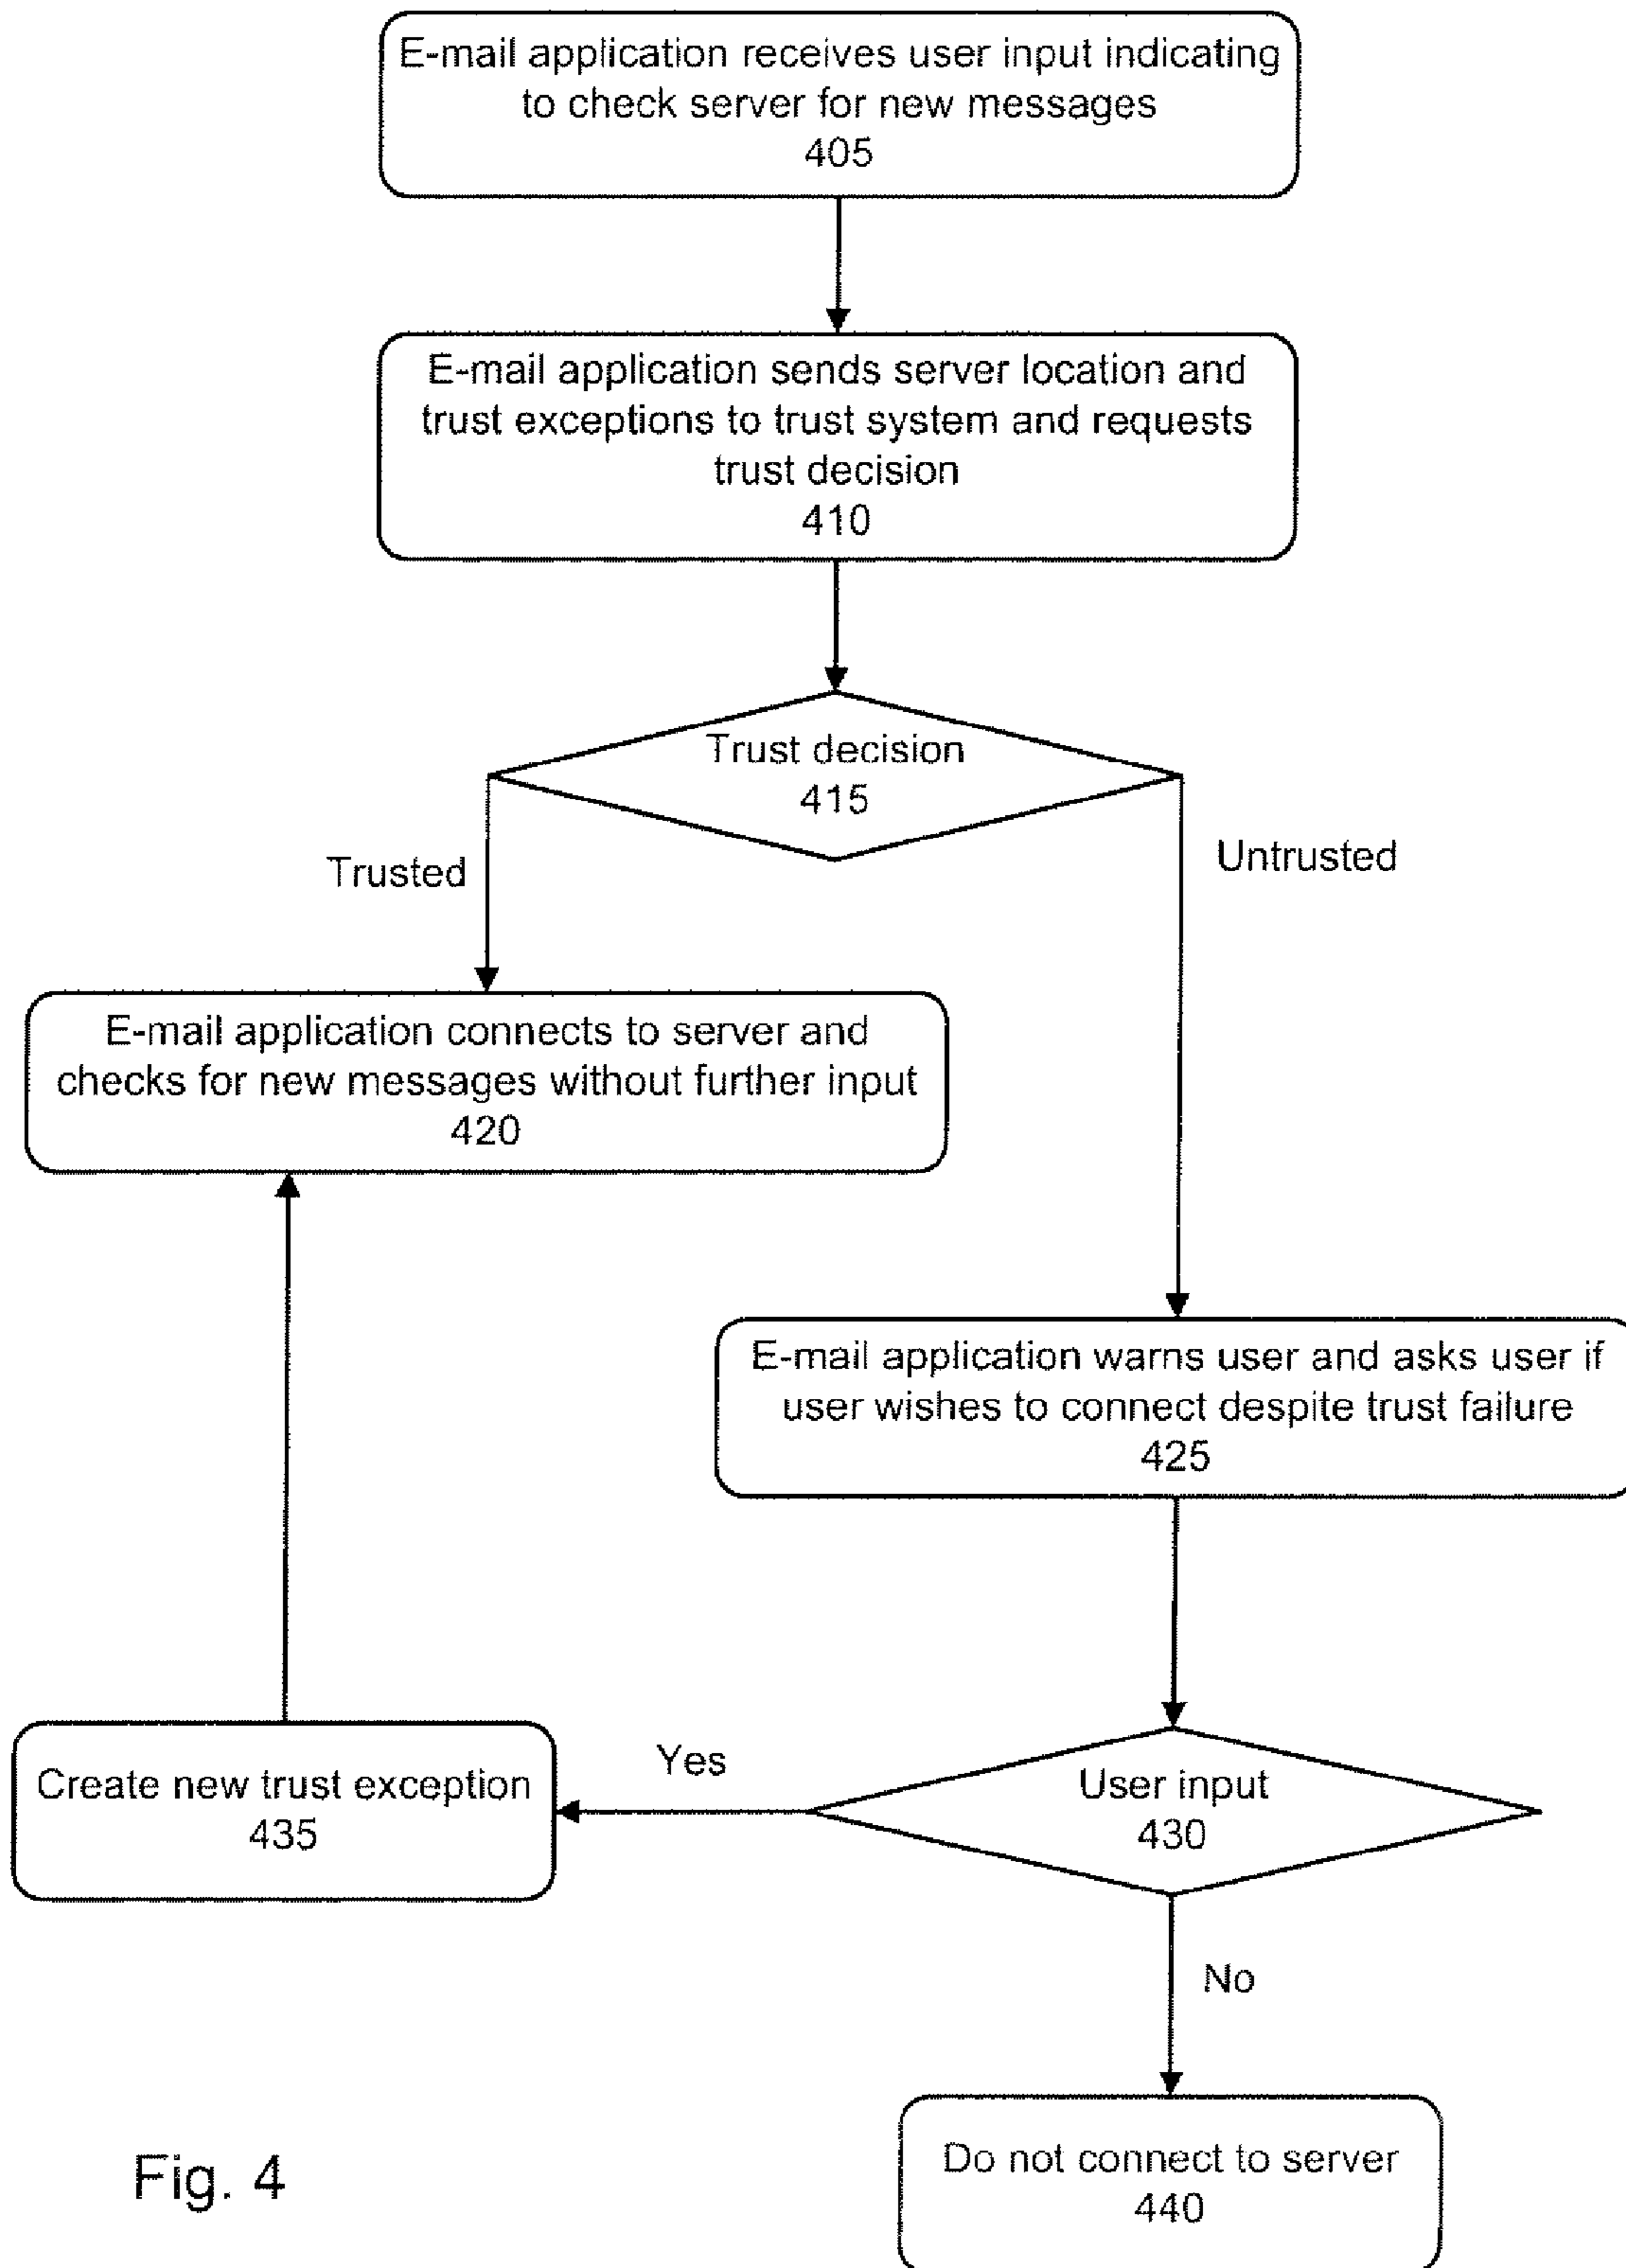 E-mail application receives user input indicating
to check server for new messages
405
E-mail application sends server location and
trust exceptions to trust system and requests
trust decision
410
Trust decision
415
Trusted
Untrusted
E-mail application connects to server and
checks for new messages without further input
420
E-mail application warns user and asks user if
user wishes to connect despite trust failure
425
User input
430
Yes
Create new trust exception
435
No
Do not connect to server
440
Fig. 4